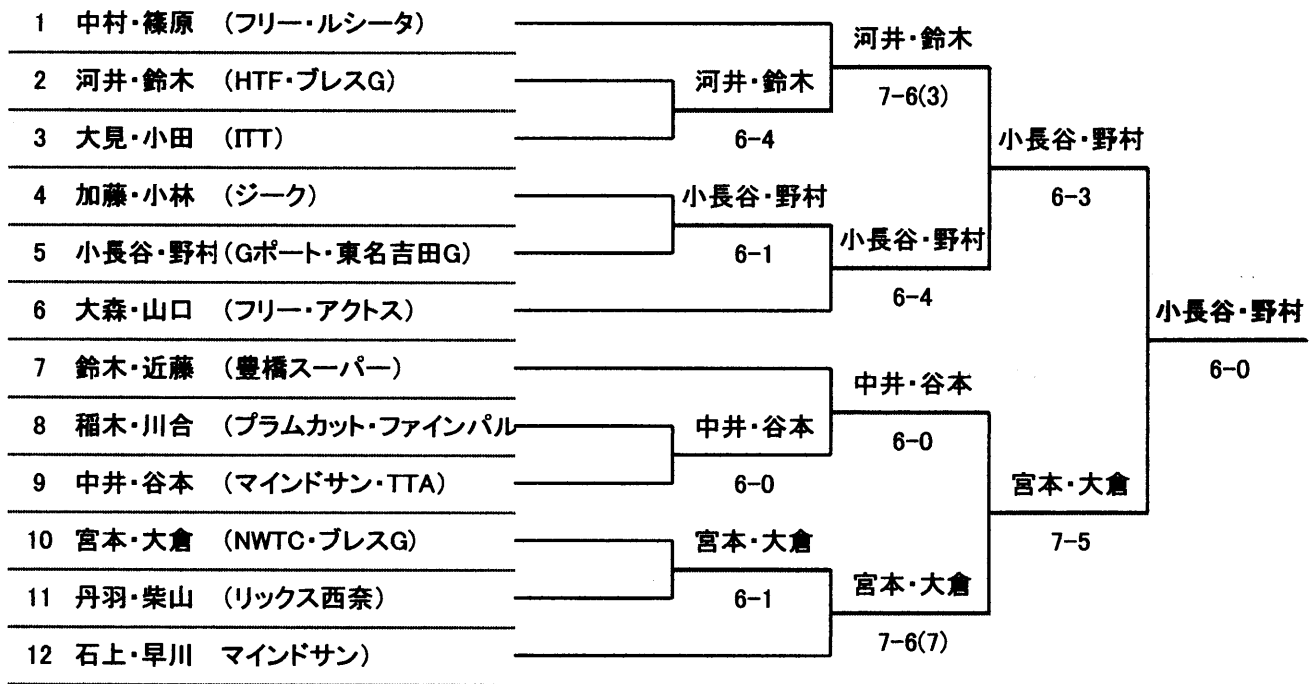 1 中村・篠原 (フリー・ルシータ)
河井・鈴木
2 河井・鈴木 (HTF・ブレスG)
河井・鈴木
7-6(3)
3 大見・小田 (ITT)
6-4
小長谷・野村
4 加藤・小林 (ジーク)
小長谷・野村
6-3
5 小長谷・野村(Gポート・東名吉田G)
6-1
小長谷・野村
6-4
6 大森・山口 (フリー・アクトス)
小長谷・野村
7 鈴木・近藤 (豊橋スーパー)
6-0
中井・谷本
8 稲木・川合 (プラムカット・ファインパル
中井・谷本
6-0
9 中井・谷本 (マインドサン・TTA)
6-0
宮本・大倉
10 宮本・大倉 (NWTC・ブレスG)
宮本・大倉
7-5
11 丹羽・柴山 (リックス西奈)
6-1
宮本・大倉
7-6(7)
12 石上・早川 マインドサン)